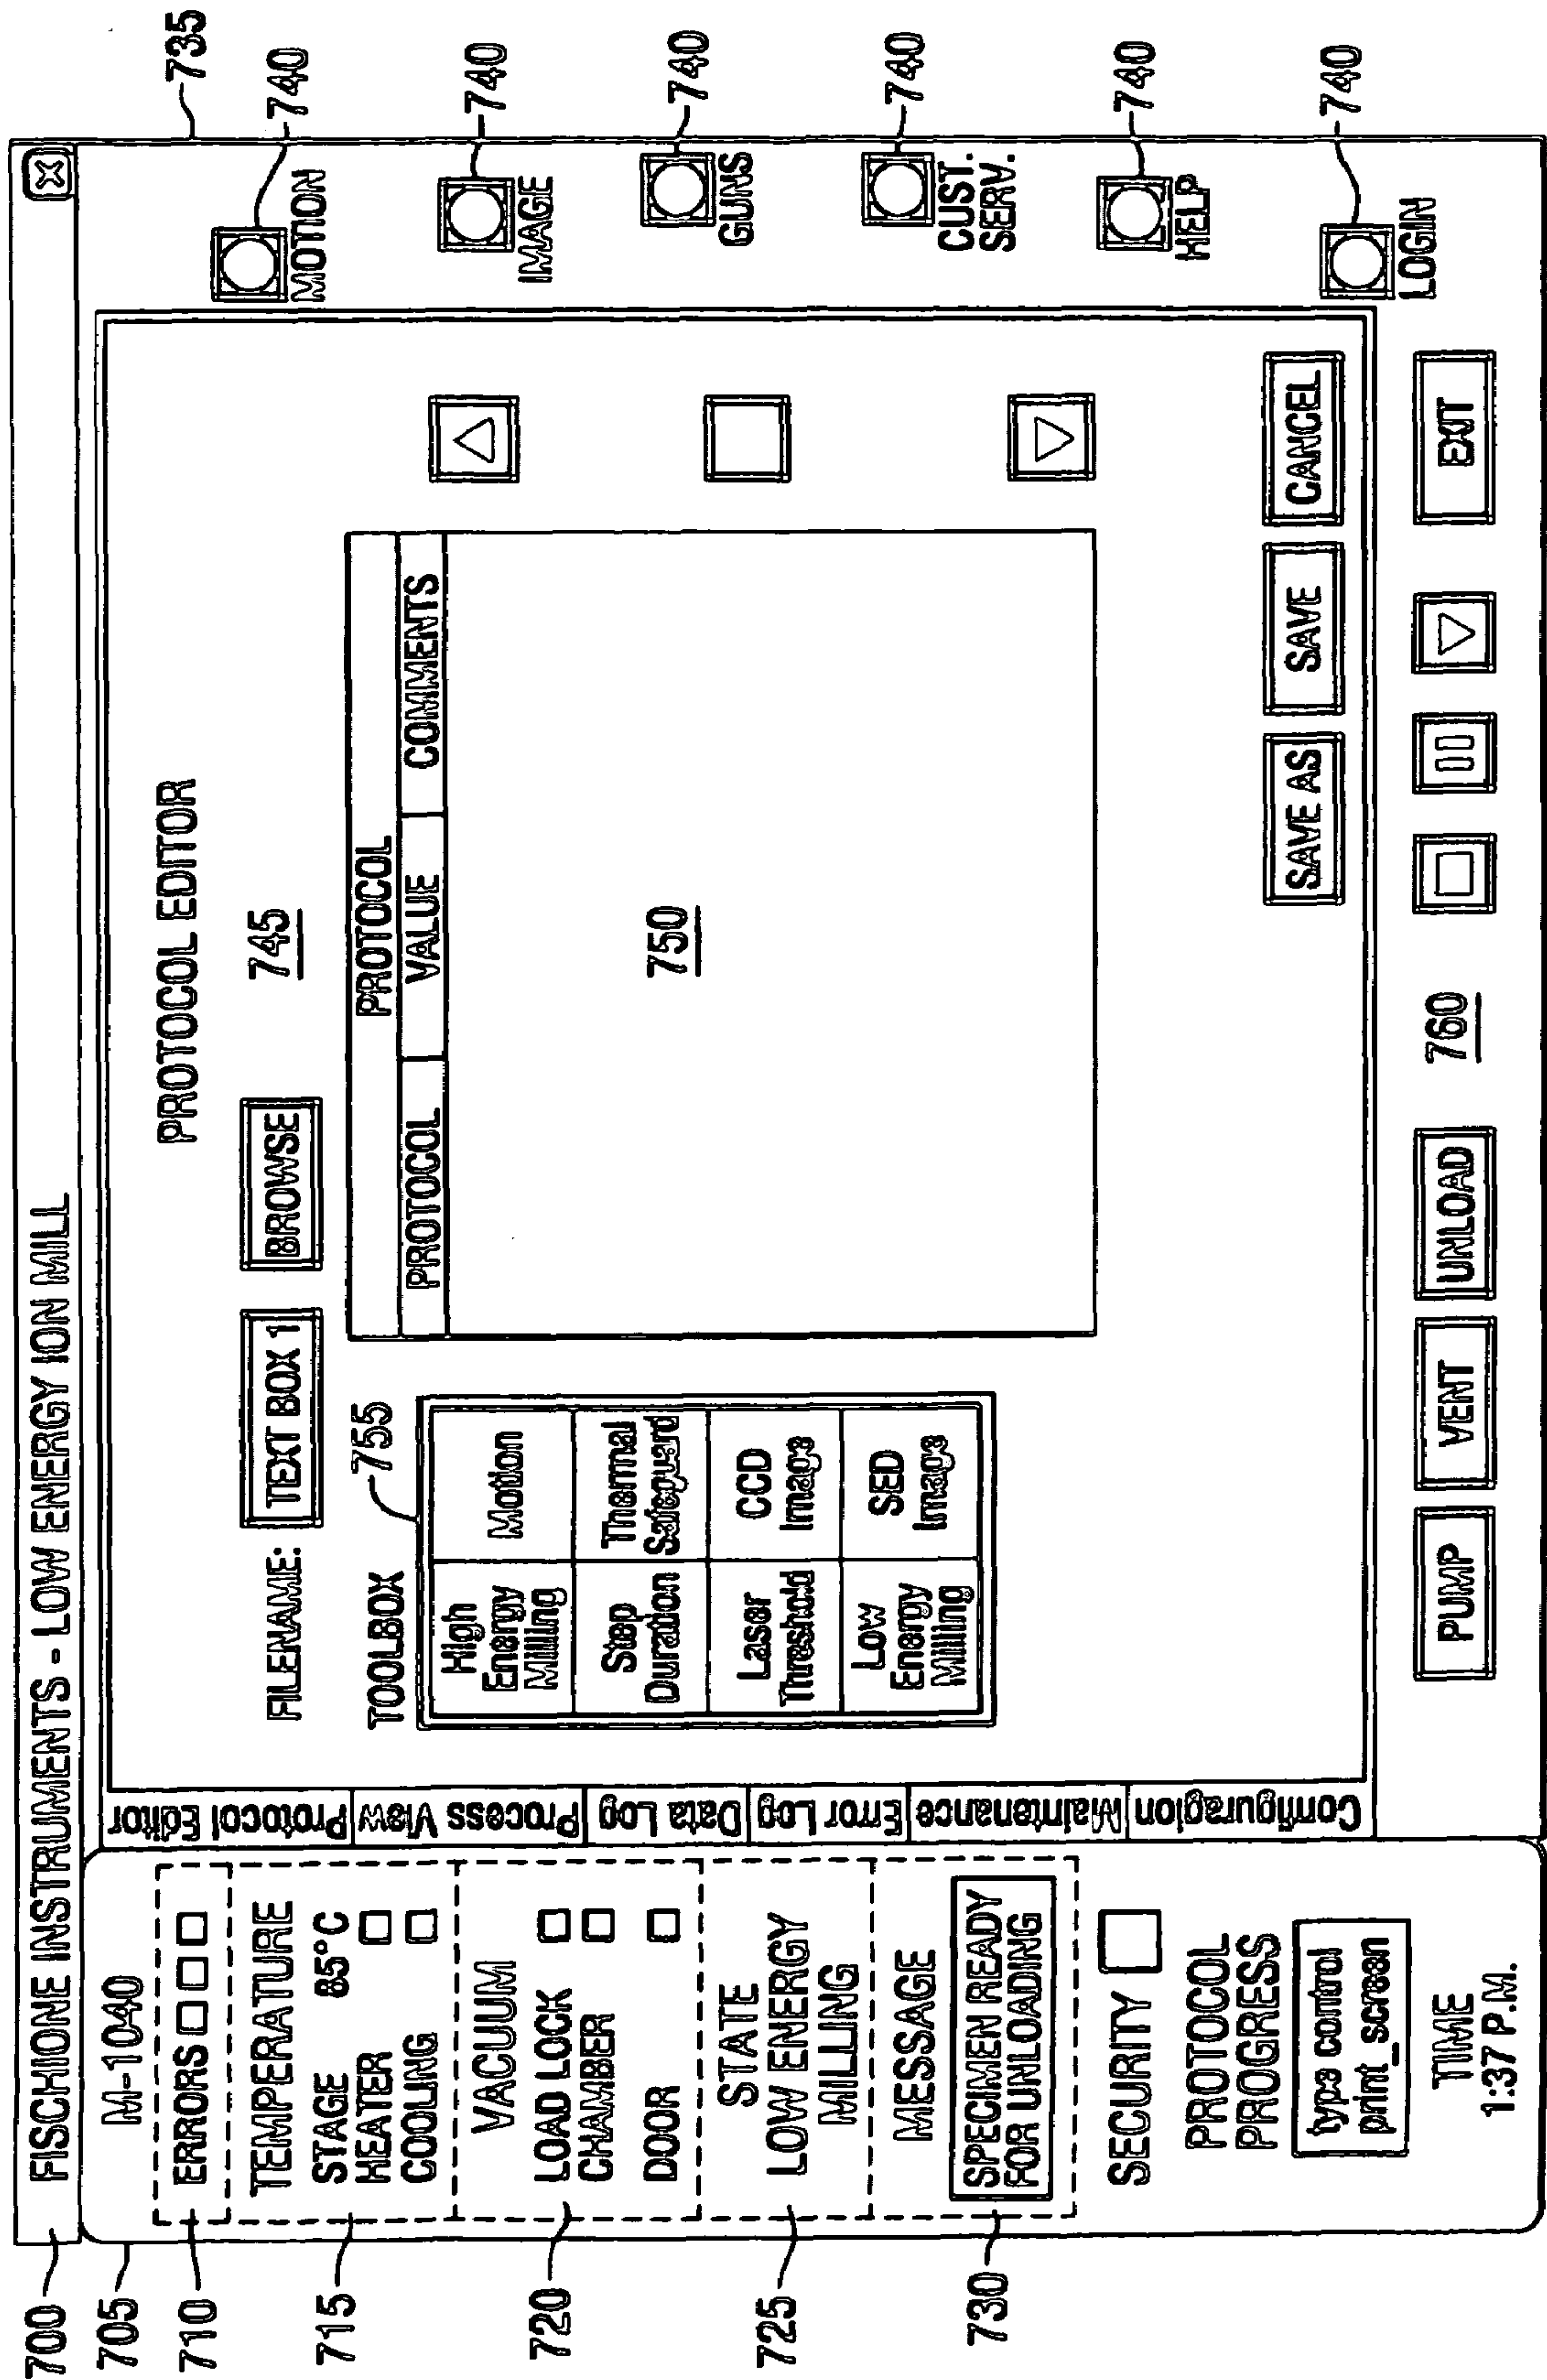 700
FISCHIONE INSTRUMENTS - LOW ENERGY ION MILL
705
M-1040
710
ERRORS
715
TEMPERATURE
STAGE 85°C
HEATER
COOLING
720
VACUUM
LOAD LOCK
CHAMBER
DOOR
725
STATE
LOW ENERGY
MILLING
730
MESSAGE
SPECIMEN READY
FOR UNLOADING
SECURITY
PROTOCOL
PROGRESS
type control
print_screen
TIME
1:37 P.M.
Protocol Editor
Process View
Data Log
Error Log
Maintenance
Configuragion
PROTOCOL EDITOR
FILENAME: TEXT BOX 1 BROWSE
745
TOOLBOX
755
High
Energy
Milling
Motion
Step
Duration
Thermal
Safeguard
Laser
Threshold
CCD
Image
Low
Energy
Milling
SED
Image
PROTOCOL
PROTOCOL VALUE COMMENTS
750
SAVE AS SAVE CANCEL
PUMP VENT UNLOAD 760 EXIT
735
740
MOTION
740
IMAGE
740
GUNS
740
CUST.
SERV.
740
HELP
740
LOGIN